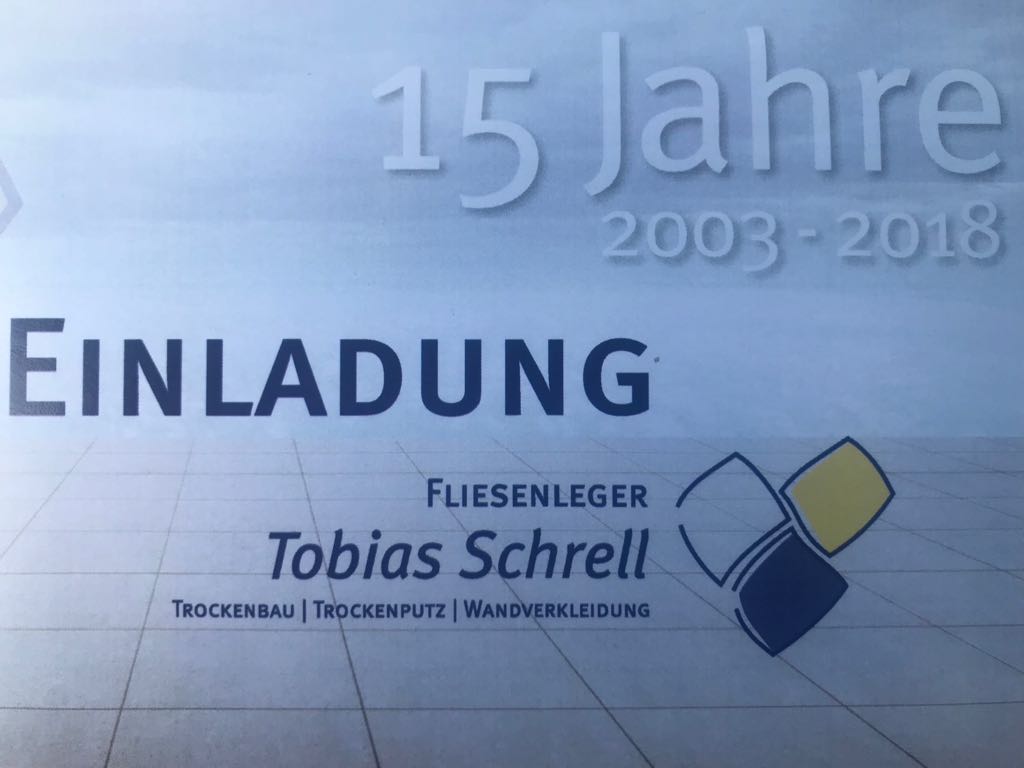 15 Jahre
2003 - 2018
EINLADUNG
FLIESENLEGER
Tobias Schrell
TROCKENBAU | TROCKENPUTZ | WANDVERKLEIDUNG